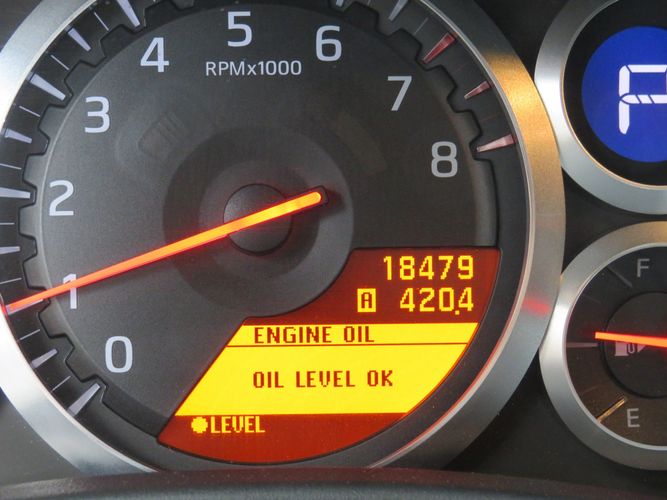 5
4
6
RPMx1000
3
7
2
8
1
0
18479
A 420.4
ENGINE OIL
OIL LEVEL OK
LEVEL
P
F
E